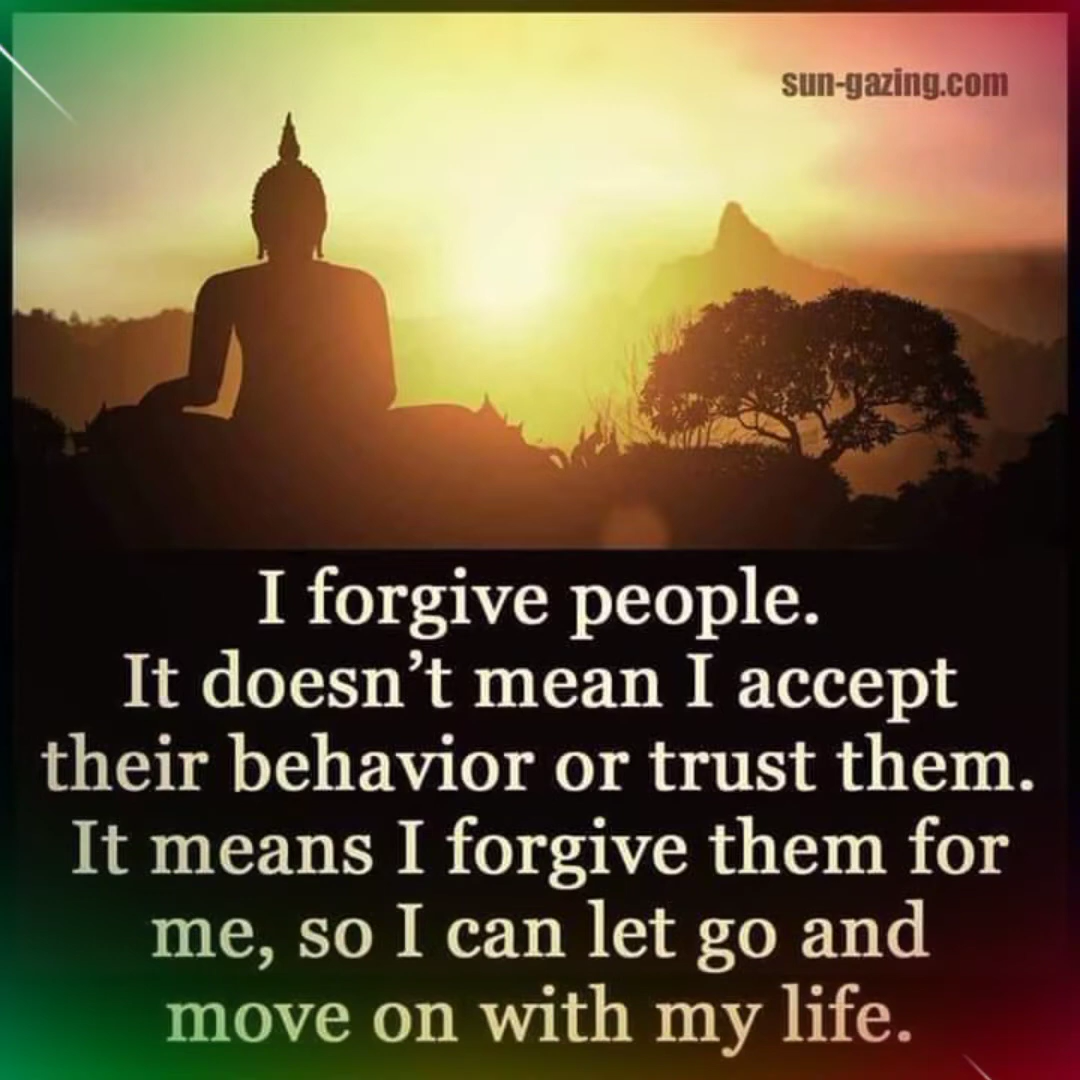 sun-gazing.com
I forgive people.
It doesn’t mean I accept
their behavior or trust them.
It means I forgive them for
me, so I can let go and
move on with my life.